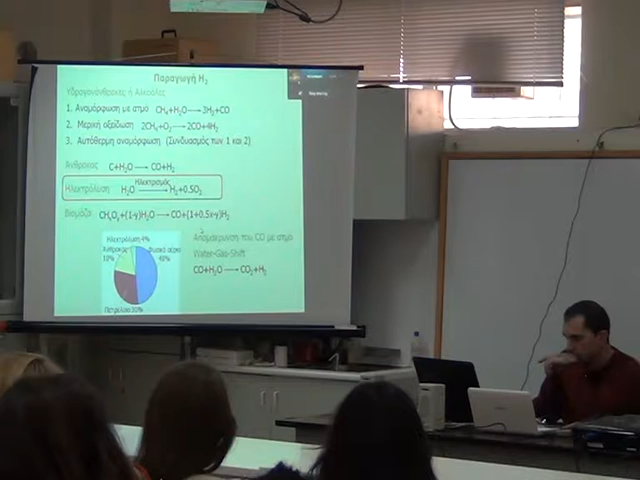 Παραγωγή H₂
Υδρογονάνθρακες ή Αλκοόλες
1. Αναμόρφωση με ατμό CH₄+H₂O→3H₂+CO
2. Μερική οξείδωση 2CH₄+O₂→2CO+4H₂
3. Αυτόθερμη αναμόρφωση (Συνδυασμός των 1 και 2)
Άνθρακας C+H₂O→CO+H₂
Ηλεκτρισμός
Ηλεκτρόλυση H₂O→H₂+0.5O₂
Βιομάζα CHₓOᵧ+(1-y)H₂O→CO+(1+0.5x-y)H₂
Απομάκρυνση του CO με ατμό
Water-Gas-Shift
CO+H₂O→CO₂+H₂
Ηλεκτρόλυση 4%
Άνθρακας
18%
Φυσικό αέριο
48%
Πετρέλαιο 30%